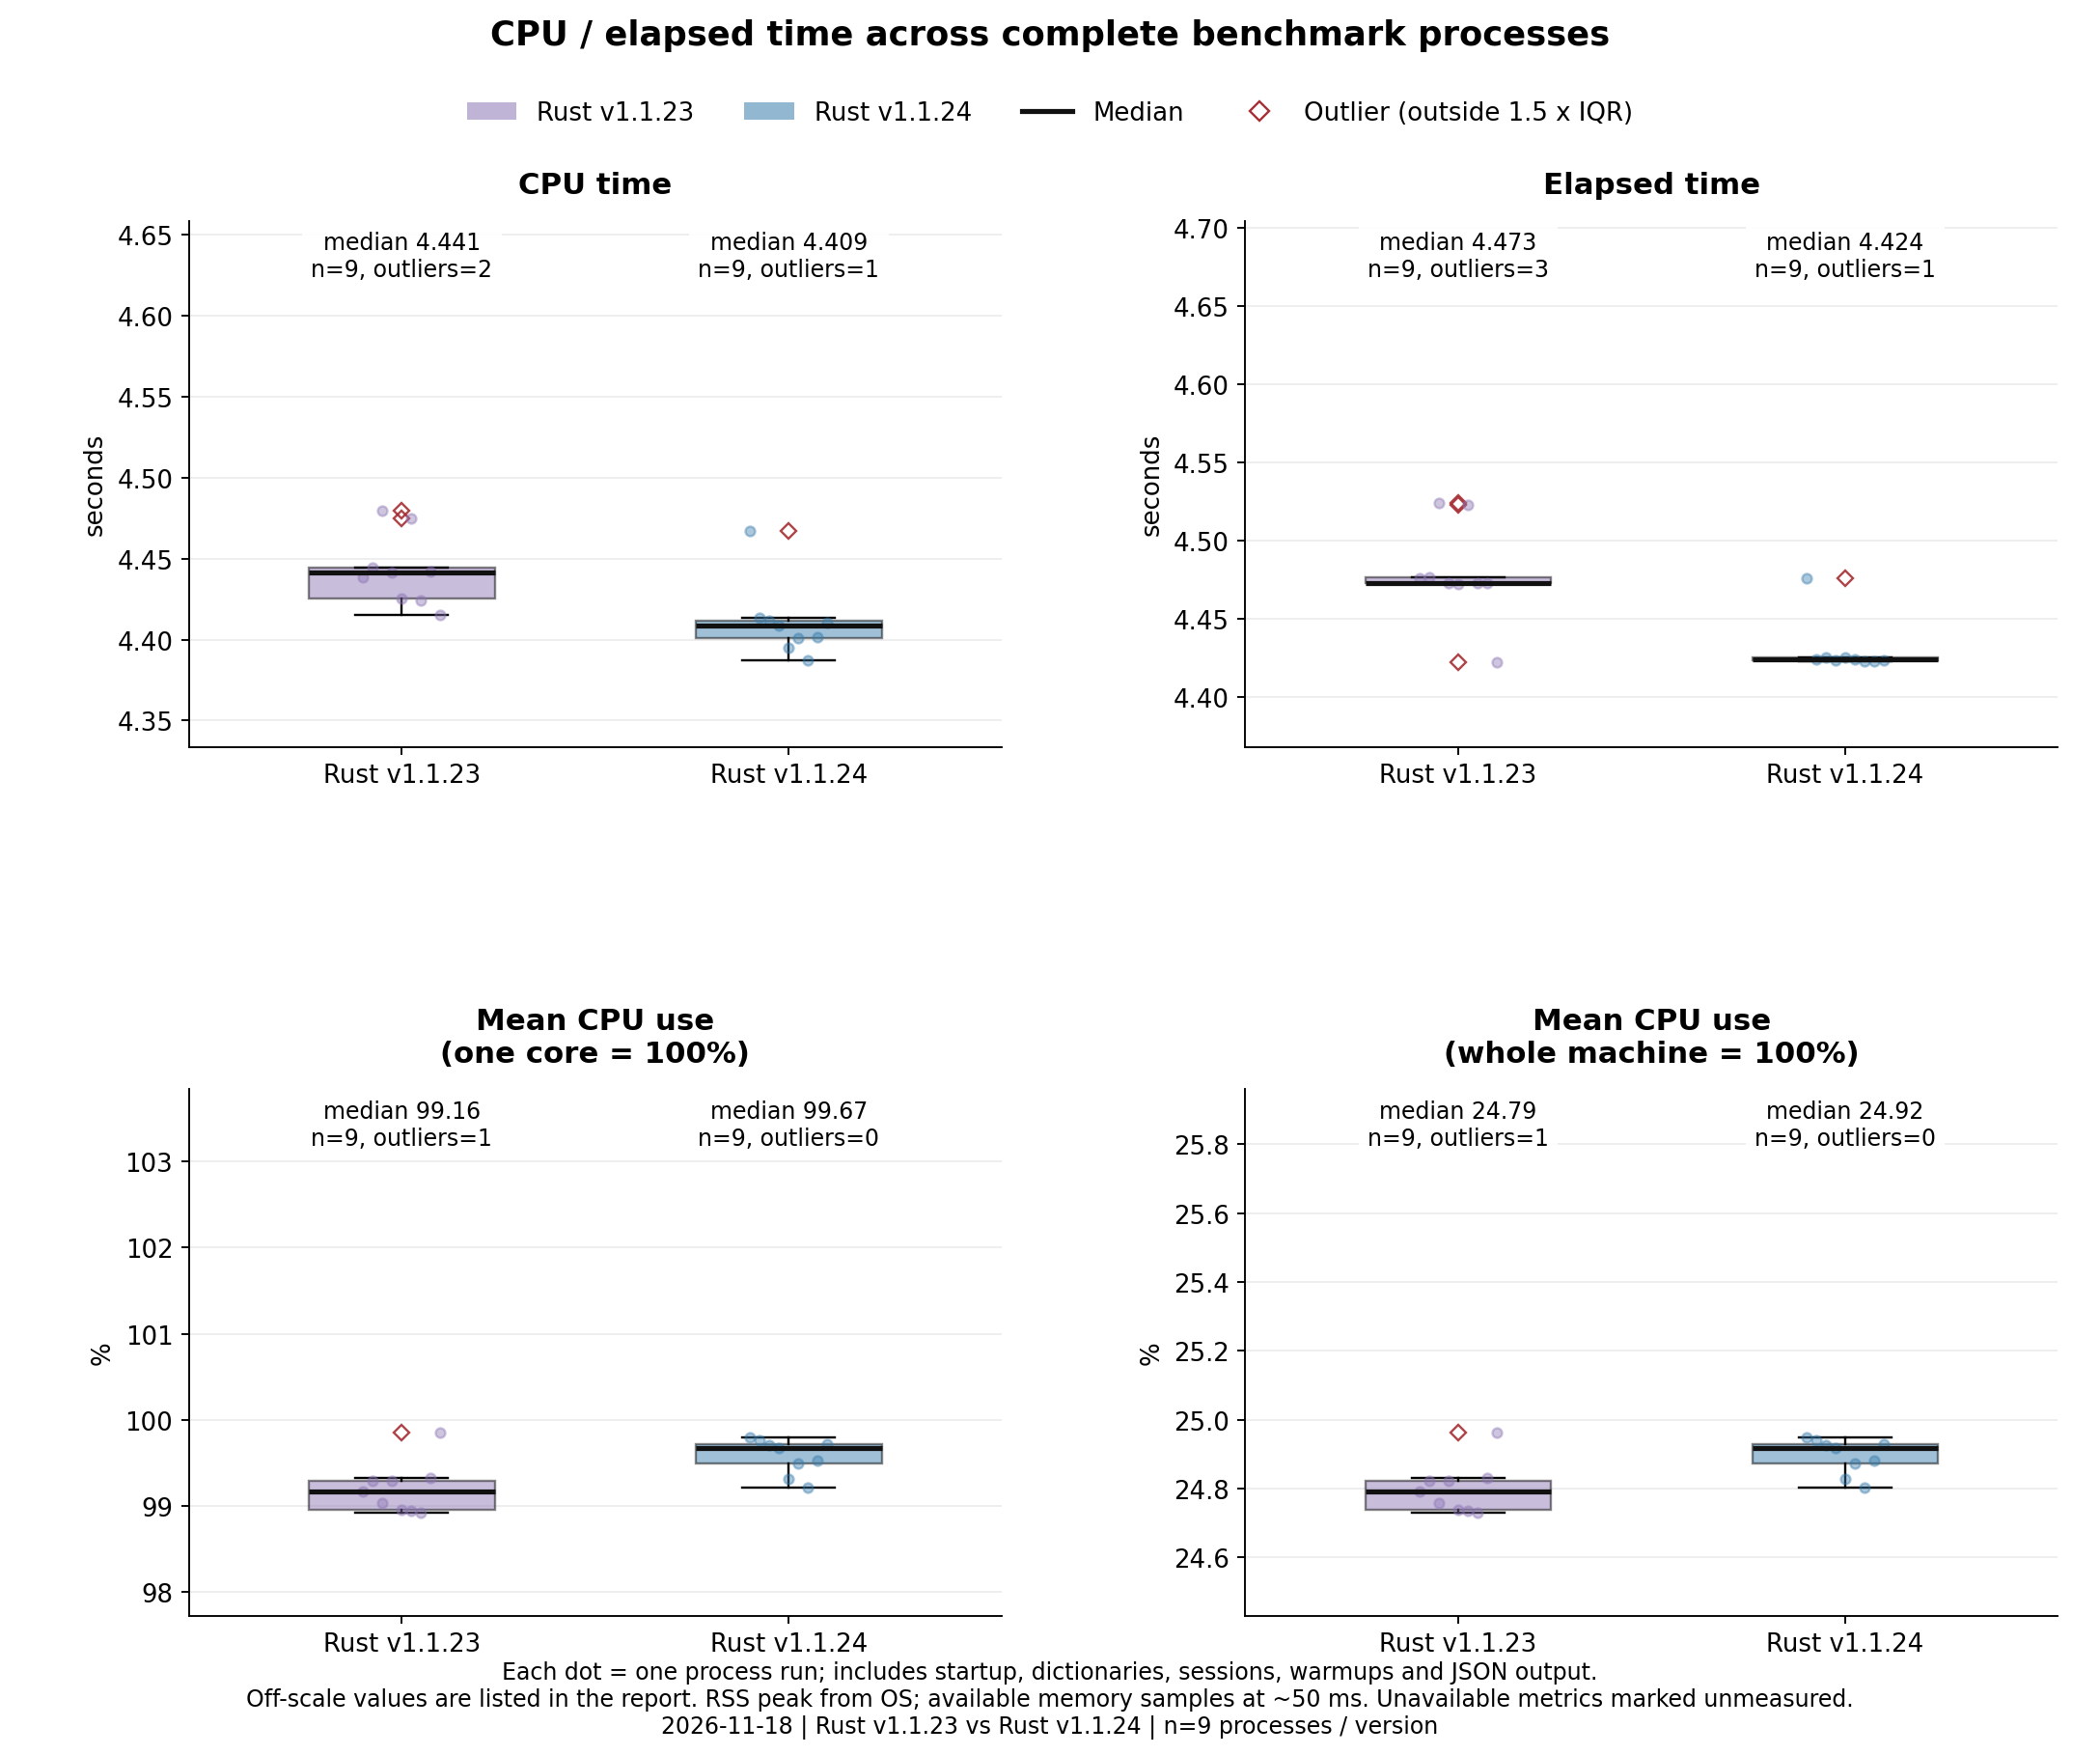 CPU / elapsed time across complete benchmark processes
Rust v1.1.23
Rust v1.1.24
Median
Outlier (outside 1.5 x IQR)
CPU time
seconds
4.65
4.60
4.55
4.50
4.45
4.40
4.35
median 4.441
n=9, outliers=2
median 4.409
n=9, outliers=1
Rust v1.1.23
Rust v1.1.24
Elapsed time
seconds
4.70
4.65
4.60
4.55
4.50
4.45
4.40
median 4.473
n=9, outliers=3
median 4.424
n=9, outliers=1
Rust v1.1.23
Rust v1.1.24
Mean CPU use
(one core = 100%)
%
103
102
101
100
99
98
median 99.16
n=9, outliers=1
median 99.67
n=9, outliers=0
Rust v1.1.23
Rust v1.1.24
Mean CPU use
(whole machine = 100%)
%
25.8
25.6
25.4
25.2
25.0
24.8
24.6
median 24.79
n=9, outliers=1
median 24.92
n=9, outliers=0
Rust v1.1.23
Rust v1.1.24
Each dot = one process run; includes startup, dictionaries, sessions, warmups and JSON output.
Off-scale values are listed in the report. RSS peak from OS; available memory samples at ~50 ms. Unavailable metrics marked unmeasured.
2026-11-18 | Rust v1.1.23 vs Rust v1.1.24 | n=9 processes / version